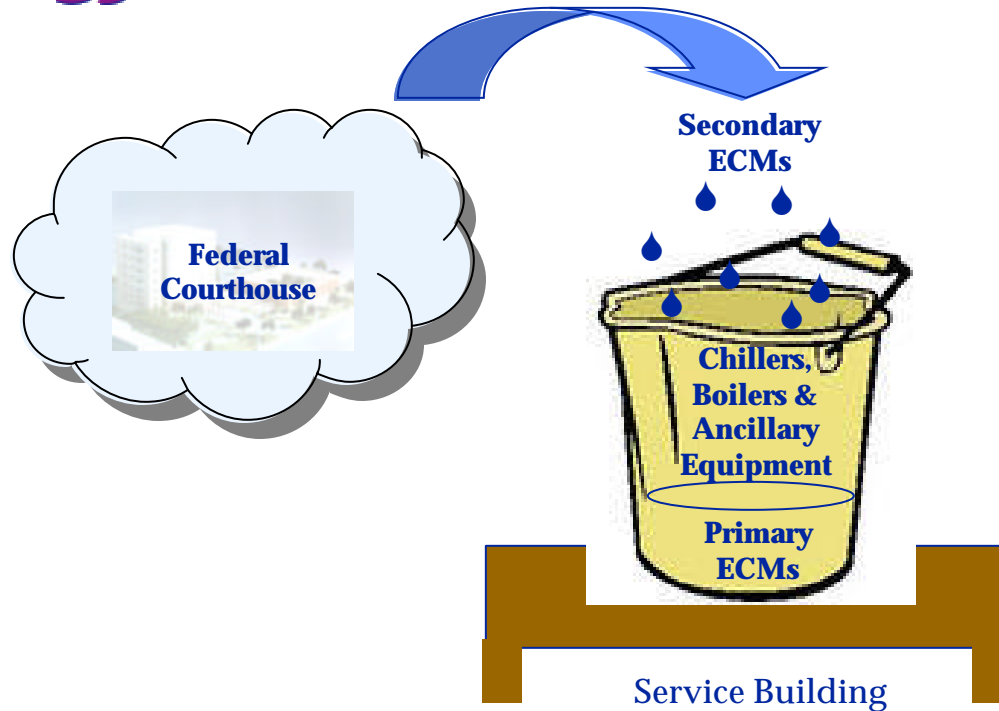 Secondary
ECMs
Federal
Courthouse
Chillers,
Boilers &
Ancillary
Equipment
Primary
ECMs
Service Building